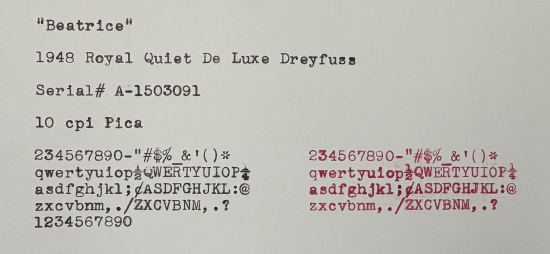 "Beatrice"
1948 Royal Quiet De Luxe Dreyfuss
Serial# A-1503091
10 cpi Pica
234567890-"#$%_&'()* 234567890-"#$%_&'()*
qwertyuiop½QWERTYUIOP¼ qwertyuiop½QWERTYUIOP¼
asdfghjkl;¢ASDFGHJKL:@ asdfghjkl;¢ASDFGHJKL:@
zxcvbnm,./ZXCVBNM,.? zxcvbnm,./ZXCVBNM,.?
1234567890